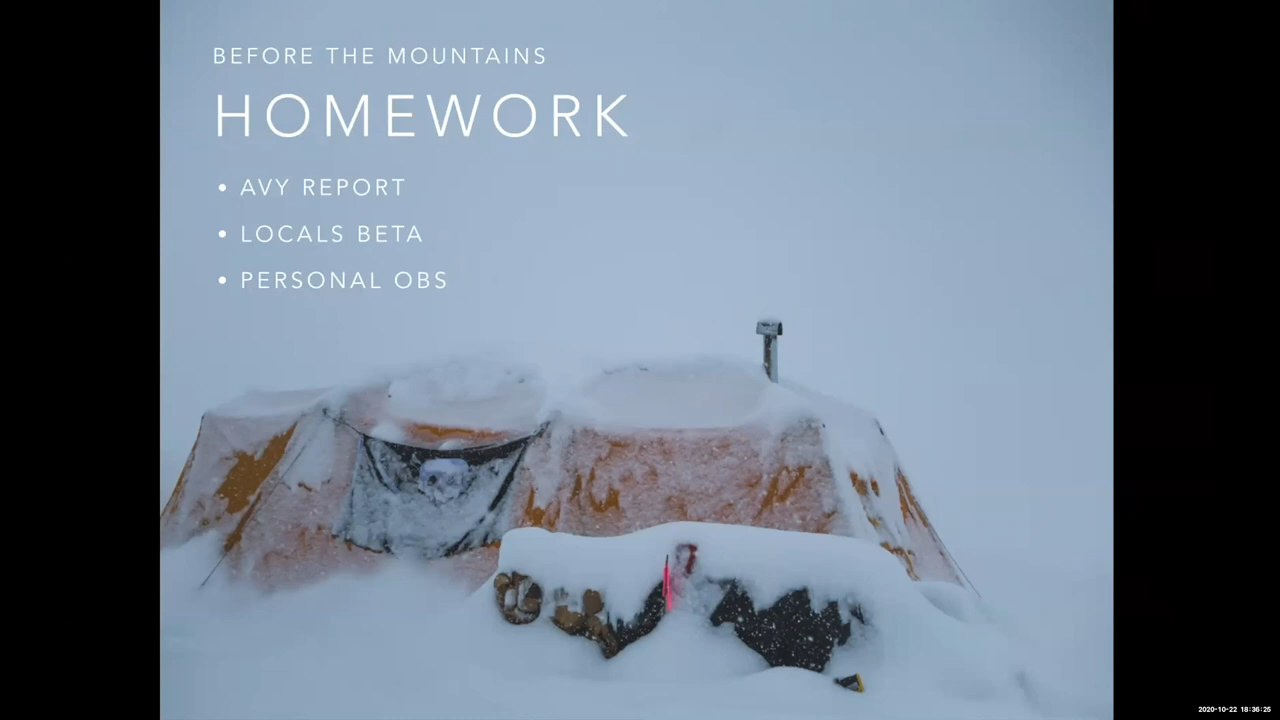 BEFORE THE MOUNTAINS
HOMEWORK
• AVY REPORT
• LOCALS BETA
• PERSONAL OBS
2020-10-22 18:36:25